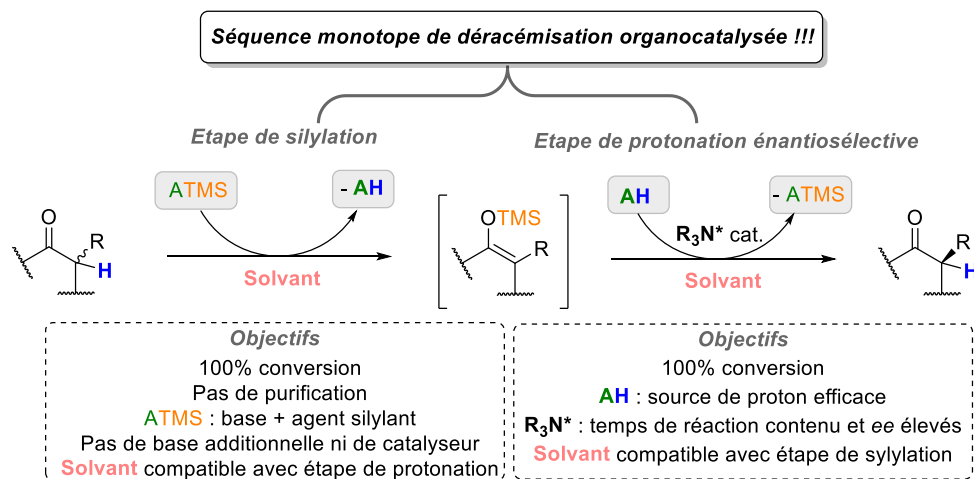 Séquence monotope de déracémisation organocatalysée !!!
Etape de silylation
Etape de protonation énantiosélective
ATMS
- AH
AH
- ATMS
O
R
H
Solvant
OTMS
R
R3N* cat.
Solvant
O
R
H
Objectifs
100% conversion
Pas de purification
ATMS : base + agent silylant
Pas de base additionnelle ni de catalyseur
Solvant compatible avec étape de protonation
Objectifs
100% conversion
AH : source de proton efficace
R3N* : temps de réaction contenu et ee élevés
Solvant compatible avec étape de sylylation